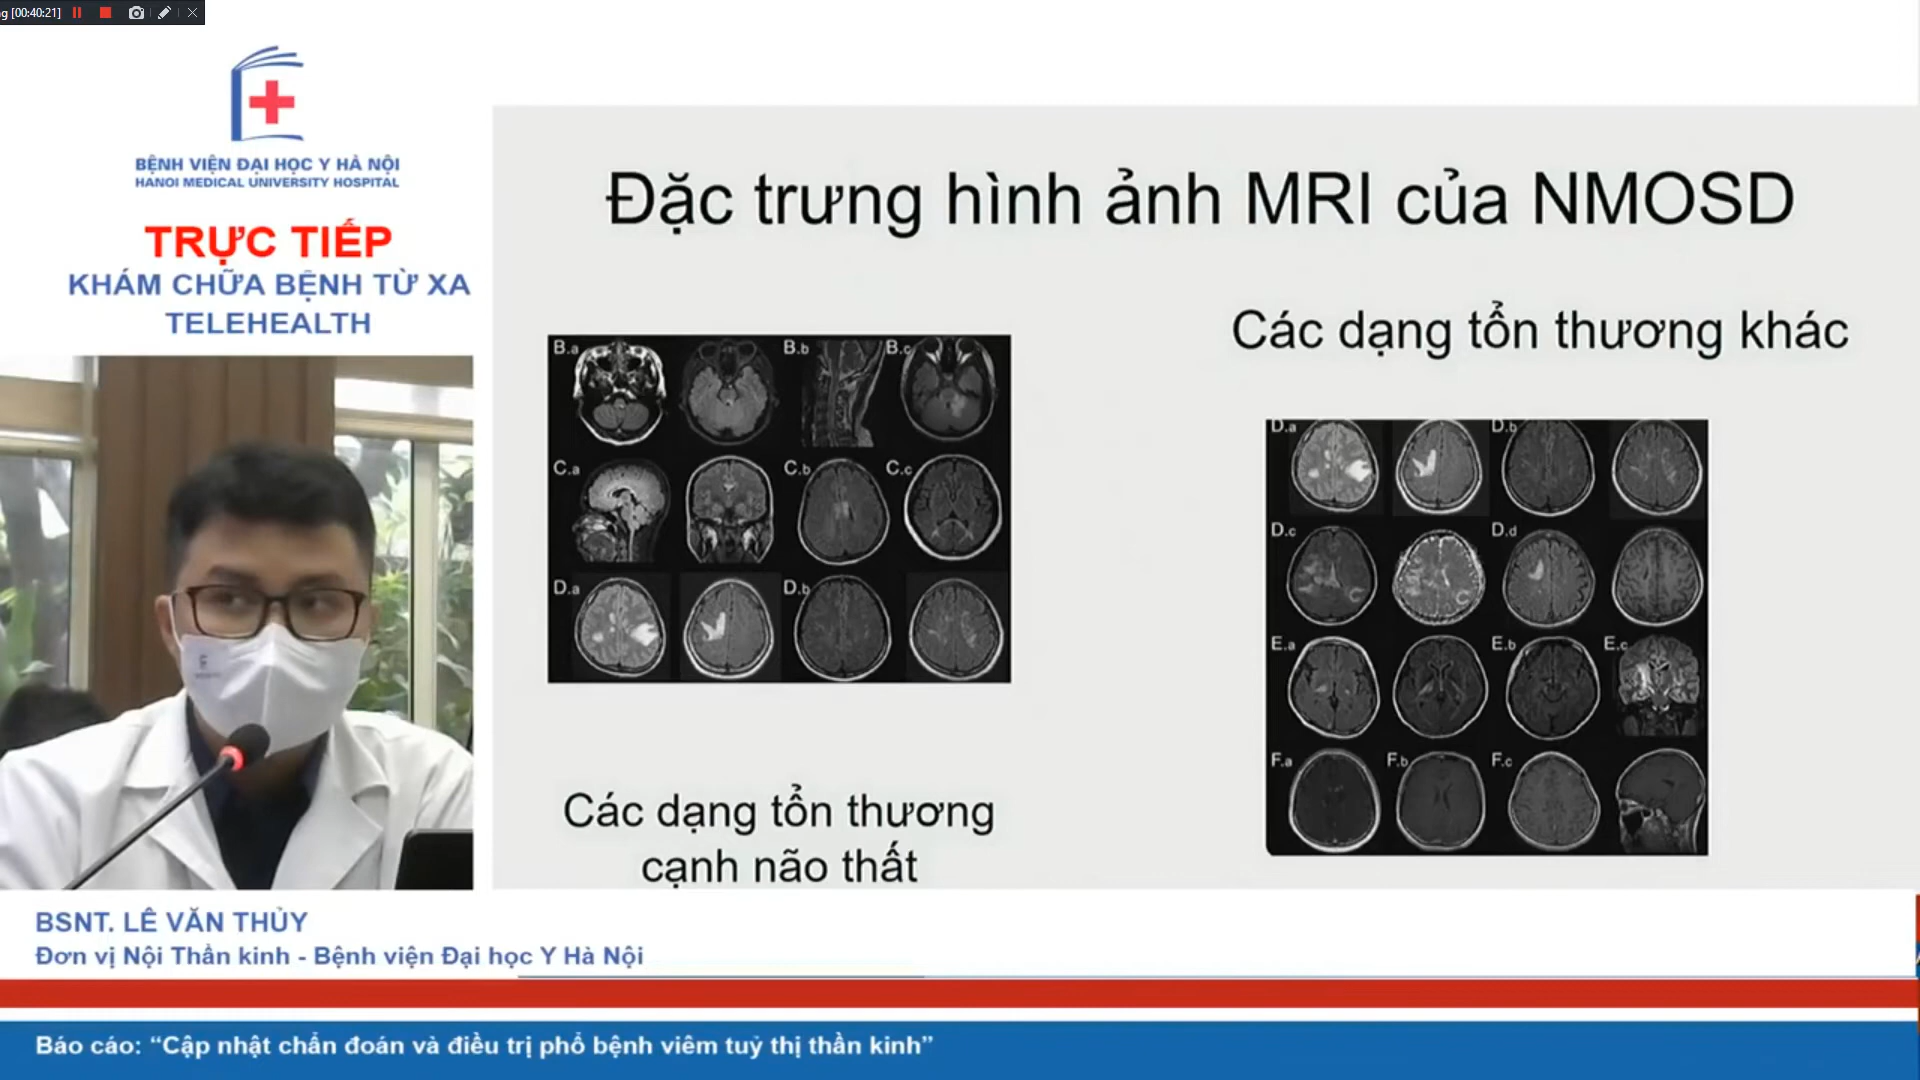 g [00:40:21]
BỆNH VIỆN ĐẠI HỌC Y HÀ NỘI
HANOI MEDICAL UNIVERSITY HOSPITAL
TRỰC TIẾP
KHÁM CHỮA BỆNH TỪ XA
TELEHEALTH
Đặc trưng hình ảnh MRI của NMOSD
Các dạng tổn thương khác
B.a B.b B.c
C.a C.b C.c
D.a D.b
Các dạng tổn thương
cạnh não thất
D.a D.b
D.c D.d
E.a E.b E.c
F.a F.b F.c
BSNT. LÊ VĂN THỦY
Đơn vị Nội Thần kinh - Bệnh viện Đại học Y Hà Nội
Báo cáo: “Cập nhật chẩn đoán và điều trị phổ bệnh viêm tuỷ thị thần kinh”